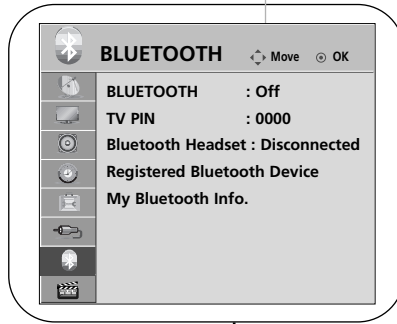 BLUETOOTH Move OK
BLUETOOTH : Off
TV PIN : 0000
Bluetooth Headset : Disconnected
Registered Bluetooth Device
My Bluetooth Info.